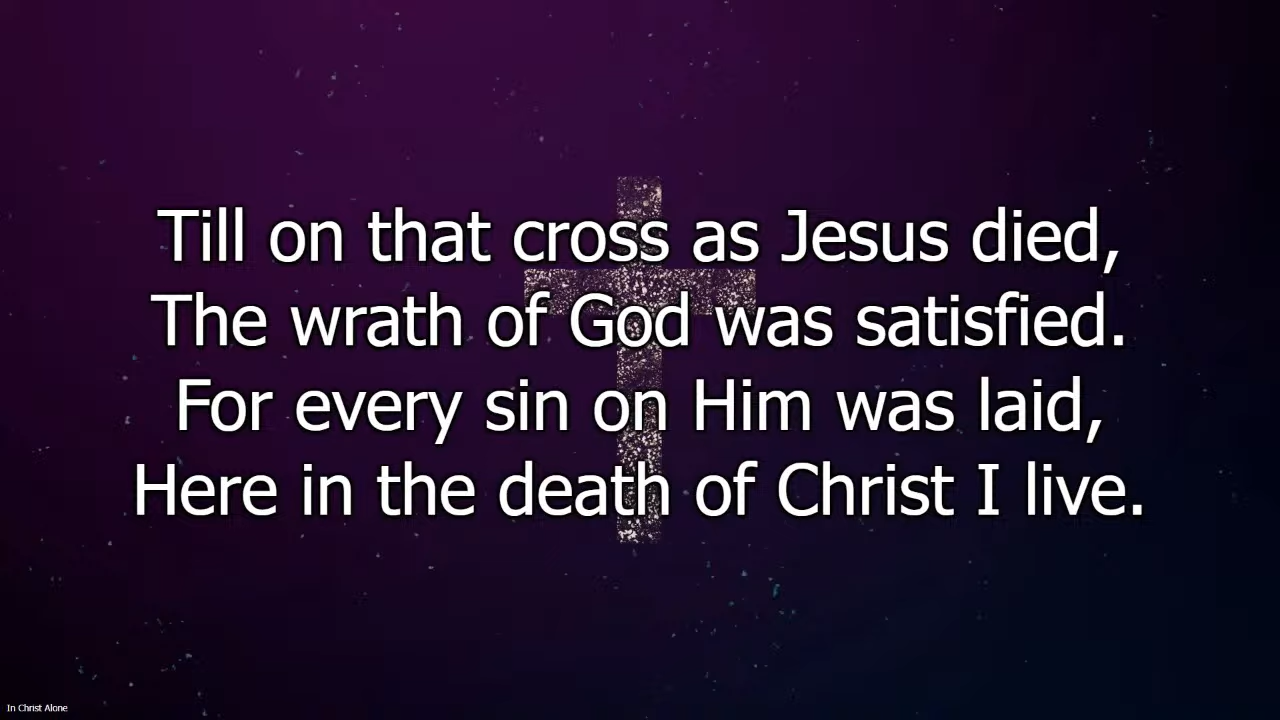 Till on that cross as Jesus died,
The wrath of God was satisfied.
For every sin on Him was laid,
Here in the death of Christ I live.
In Christ Alone